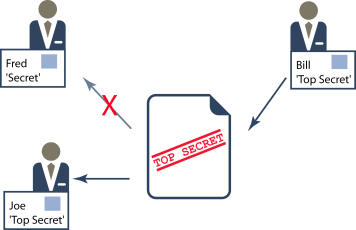 Fred
'Secret'
Bill
'Top Secret'
X
TOP SECRET
Joe
'Top Secret'